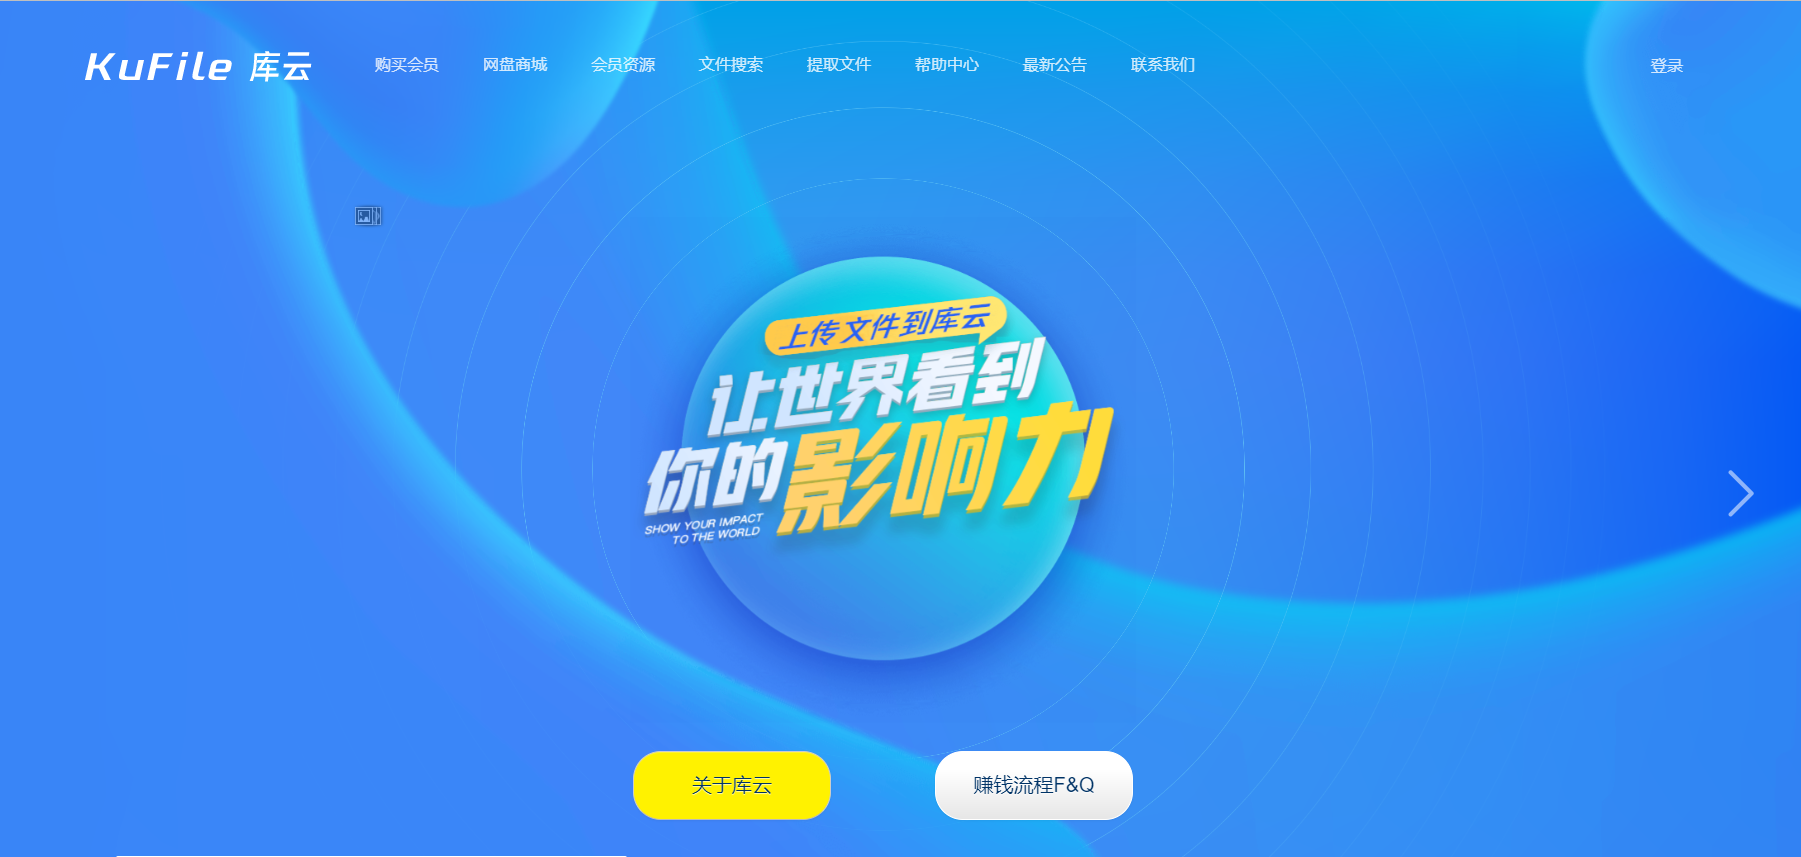 KuFile 库云
购买会员 网盘商城 会员资源 文件搜索 提取文件 帮助中心 最新公告 联系我们 登录
上传文件到库云
让世界看到
你的影响力
SHOW YOUR IMPACT
TO THE WORLD
关于库云 赚钱流程F&Q